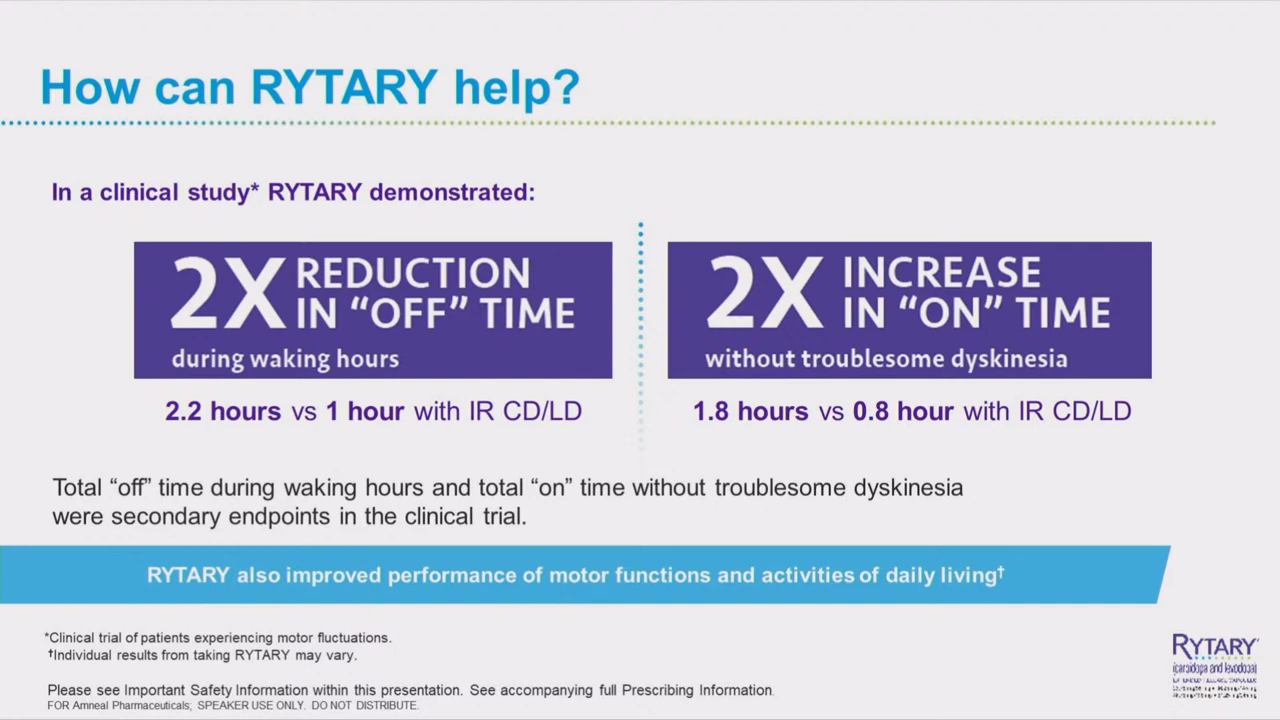 How can RYTARY help?
In a clinical study* RYTARY demonstrated:
2X REDUCTION
IN “OFF” TIME
during waking hours
2.2 hours vs 1 hour with IR CD/LD
2X INCREASE
IN “ON” TIME
without troublesome dyskinesia
1.8 hours vs 0.8 hour with IR CD/LD
Total “off” time during waking hours and total “on” time without troublesome dyskinesia
were secondary endpoints in the clinical trial.
RYTARY also improved performance of motor functions and activities of daily living†
*Clinical trial of patients experiencing motor fluctuations.
†Individual results from taking RYTARY may vary.
Please see Important Safety Information within this presentation. See accompanying full Prescribing Information.
FOR Amneal Pharmaceuticals; SPEAKER USE ONLY. DO NOT DISTRIBUTE.
RYTARY
(carbidopa and levodopa)